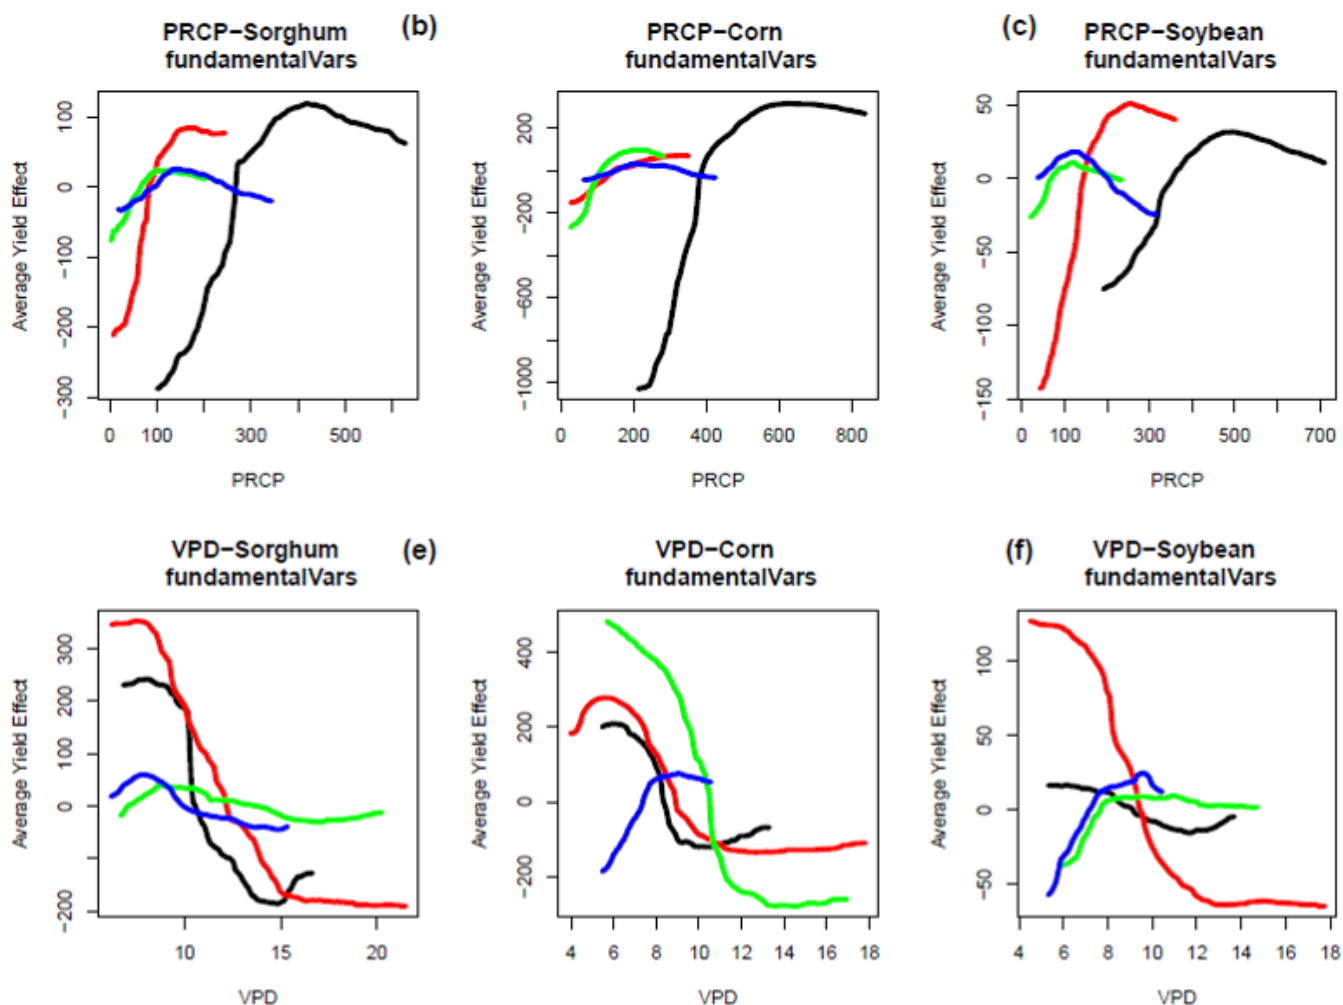 PRCP−Sorghum
fundamentalVars
(b)
PRCP−Corn
fundamentalVars
(c)
PRCP−Soybean
fundamentalVars
Average Yield Effect
100
0
−100
−200
−300
0 100 300 500
PRCP
Average Yield Effect
200
−200
−600
−1000
0 200 400 600 800
PRCP
Average Yield Effect
50
0
−50
−100
−150
0 100 300 500 700
PRCP
VPD−Sorghum
fundamentalVars
(e)
VPD−Corn
fundamentalVars
(f)
VPD−Soybean
fundamentalVars
Average Yield Effect
300
200
100
0
−200
10 15 20
VPD
Average Yield Effect
400
200
0
−200
4 6 8 10 12 14 16 18
VPD
Average Yield Effect
100
50
0
−50
4 6 8 10 12 14 16 18
VPD